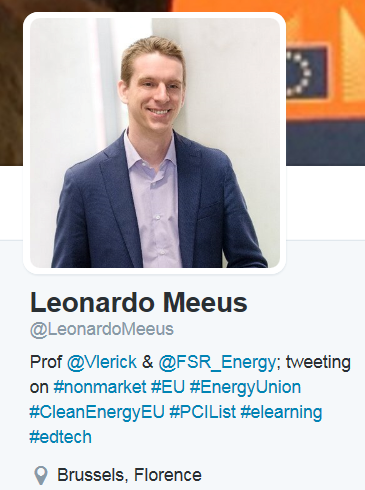 Leonardo Meeus
@LeonardoMeeus
Prof @Vlerick & @FSR_Energy; tweeting
on #nonmarket #EU #EnergyUnion
#CleanEnergyEU #PCIList #elearning
#edtech
Brussels, Florence